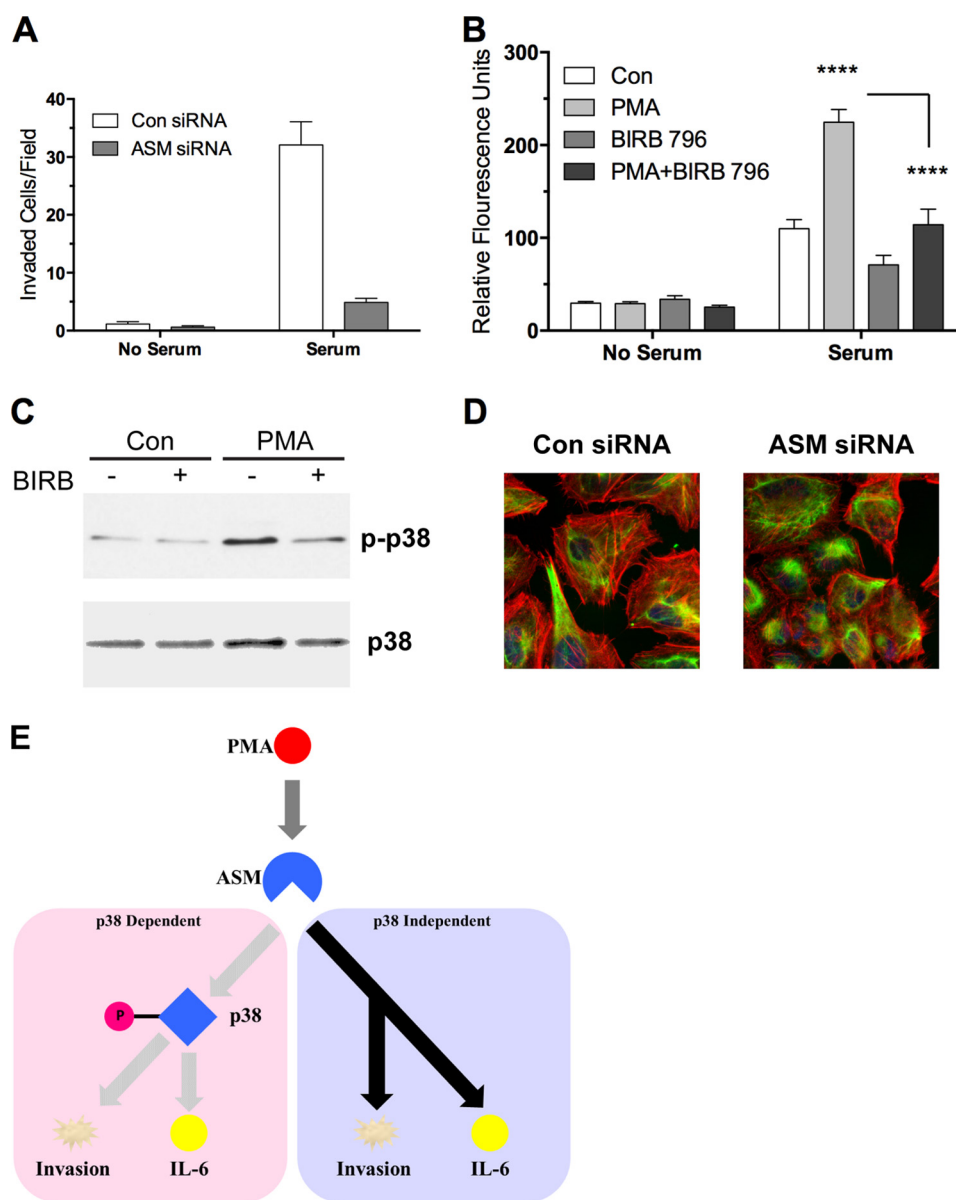 A
Invaded Cells/Field
40
30
20
10
5
0
Con siRNA
ASM siRNA
No Serum
Serum
B
Relative Flourescence Units
300
200
100
0
Con
PMA
BIRB 796
PMA+BIRB 796
****
****
No Serum
Serum
C
Con PMA
BIRB - + - +
p-p38
p38
D
Con siRNA ASM siRNA
E
PMA
ASM
p38 Dependent
p38 Independent
P
p38
Invasion IL-6
Invasion IL-6